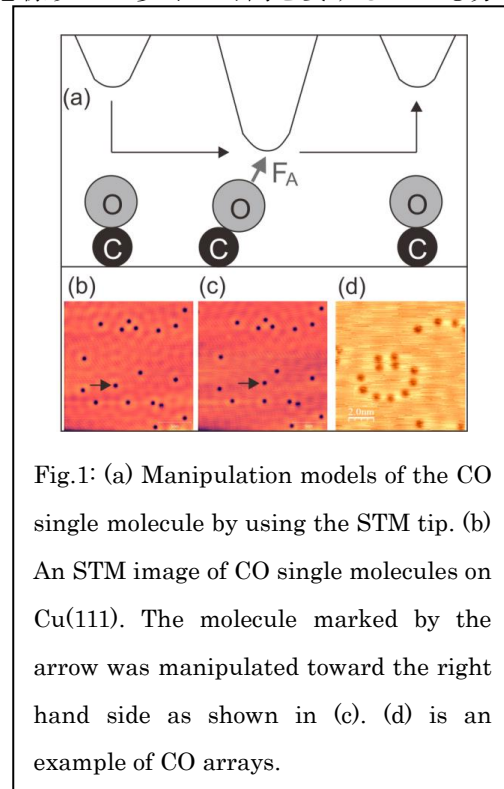 (a)
F_A
O
O
O
C
C
C
(b)
(c)
(d)
2.0nm
Fig.1: (a) Manipulation models of the CO
single molecule by using the STM tip. (b)
An STM image of CO single molecules on
Cu(111). The molecule marked by the
arrow was manipulated toward the right
hand side as shown in (c). (d) is an
example of CO arrays.